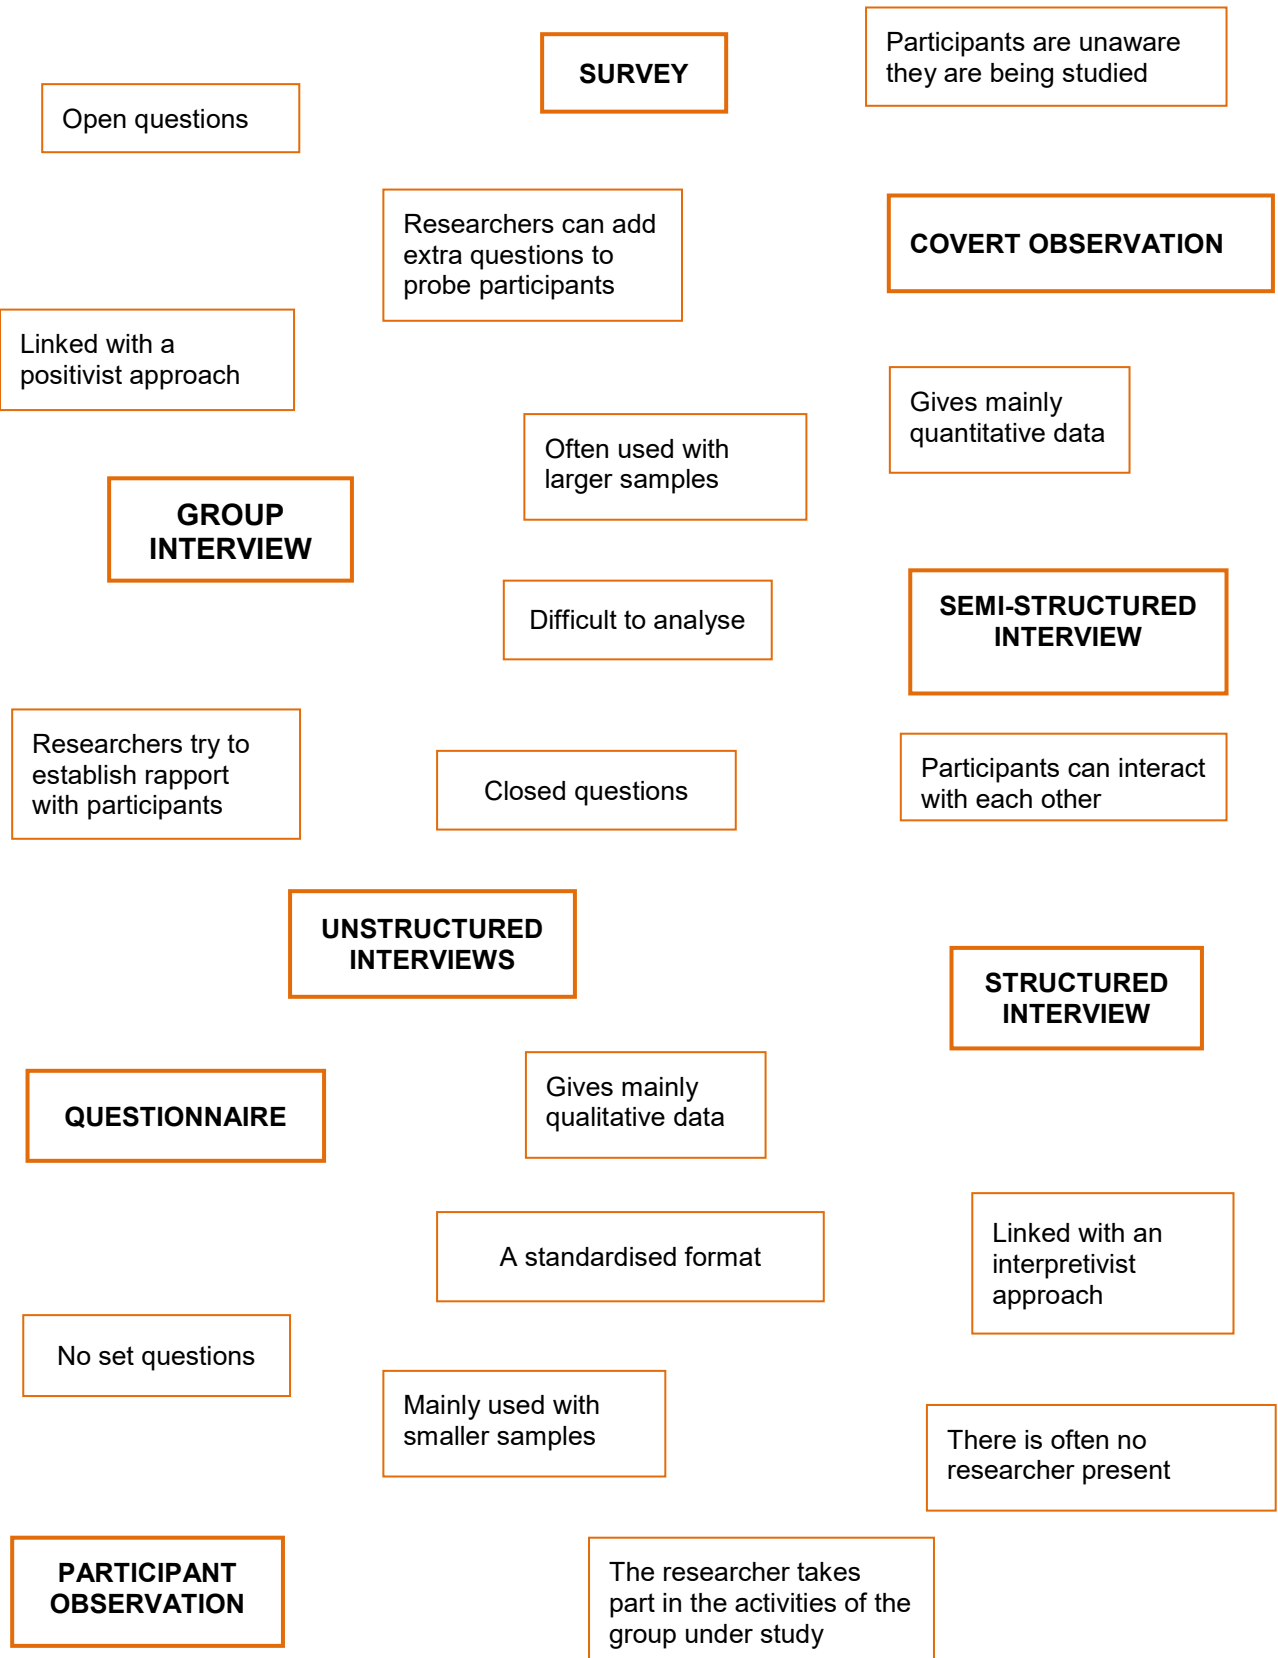 Participants are unaware
they are being studied
SURVEY
Open questions
Researchers can add
extra questions to
probe participants
COVERT OBSERVATION
Linked with a
positivist approach
Gives mainly
quantitative data
Often used with
larger samples
GROUP
INTERVIEW
Difficult to analyse
SEMI-STRUCTURED
INTERVIEW
Researchers try to
establish rapport
with participants
Closed questions
Participants can interact
with each other
UNSTRUCTURED
INTERVIEWS
STRUCTURED
INTERVIEW
Gives mainly
qualitative data
QUESTIONNAIRE
A standardised format
Linked with an
interpretivist
approach
No set questions
Mainly used with
smaller samples
There is often no
researcher present
PARTICIPANT
OBSERVATION
The researcher takes
part in the activities of the
group under study